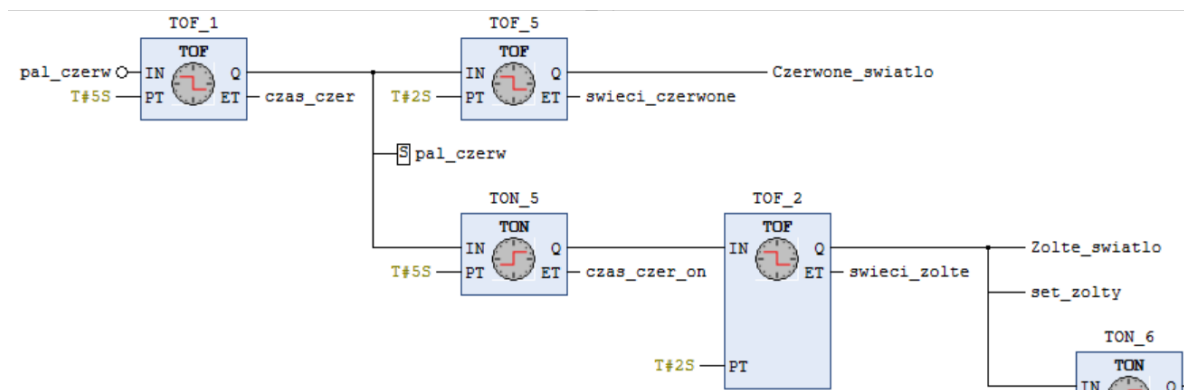 TOF_1 TOF_5
TOF TOF
pal_czerw IN Q IN Q Czerwone_swiatlo
T#5S PT ET czas_czer T#2S PT ET swieci_czerwone
S pal_czerw
TON_5 TOF_2
TON TOF
IN Q IN Q Zolte_swiatlo
T#5S PT ET czas_czer_on ET swieci_zolte
set_zolty
TON_6
T#2S PT TON
IN Q